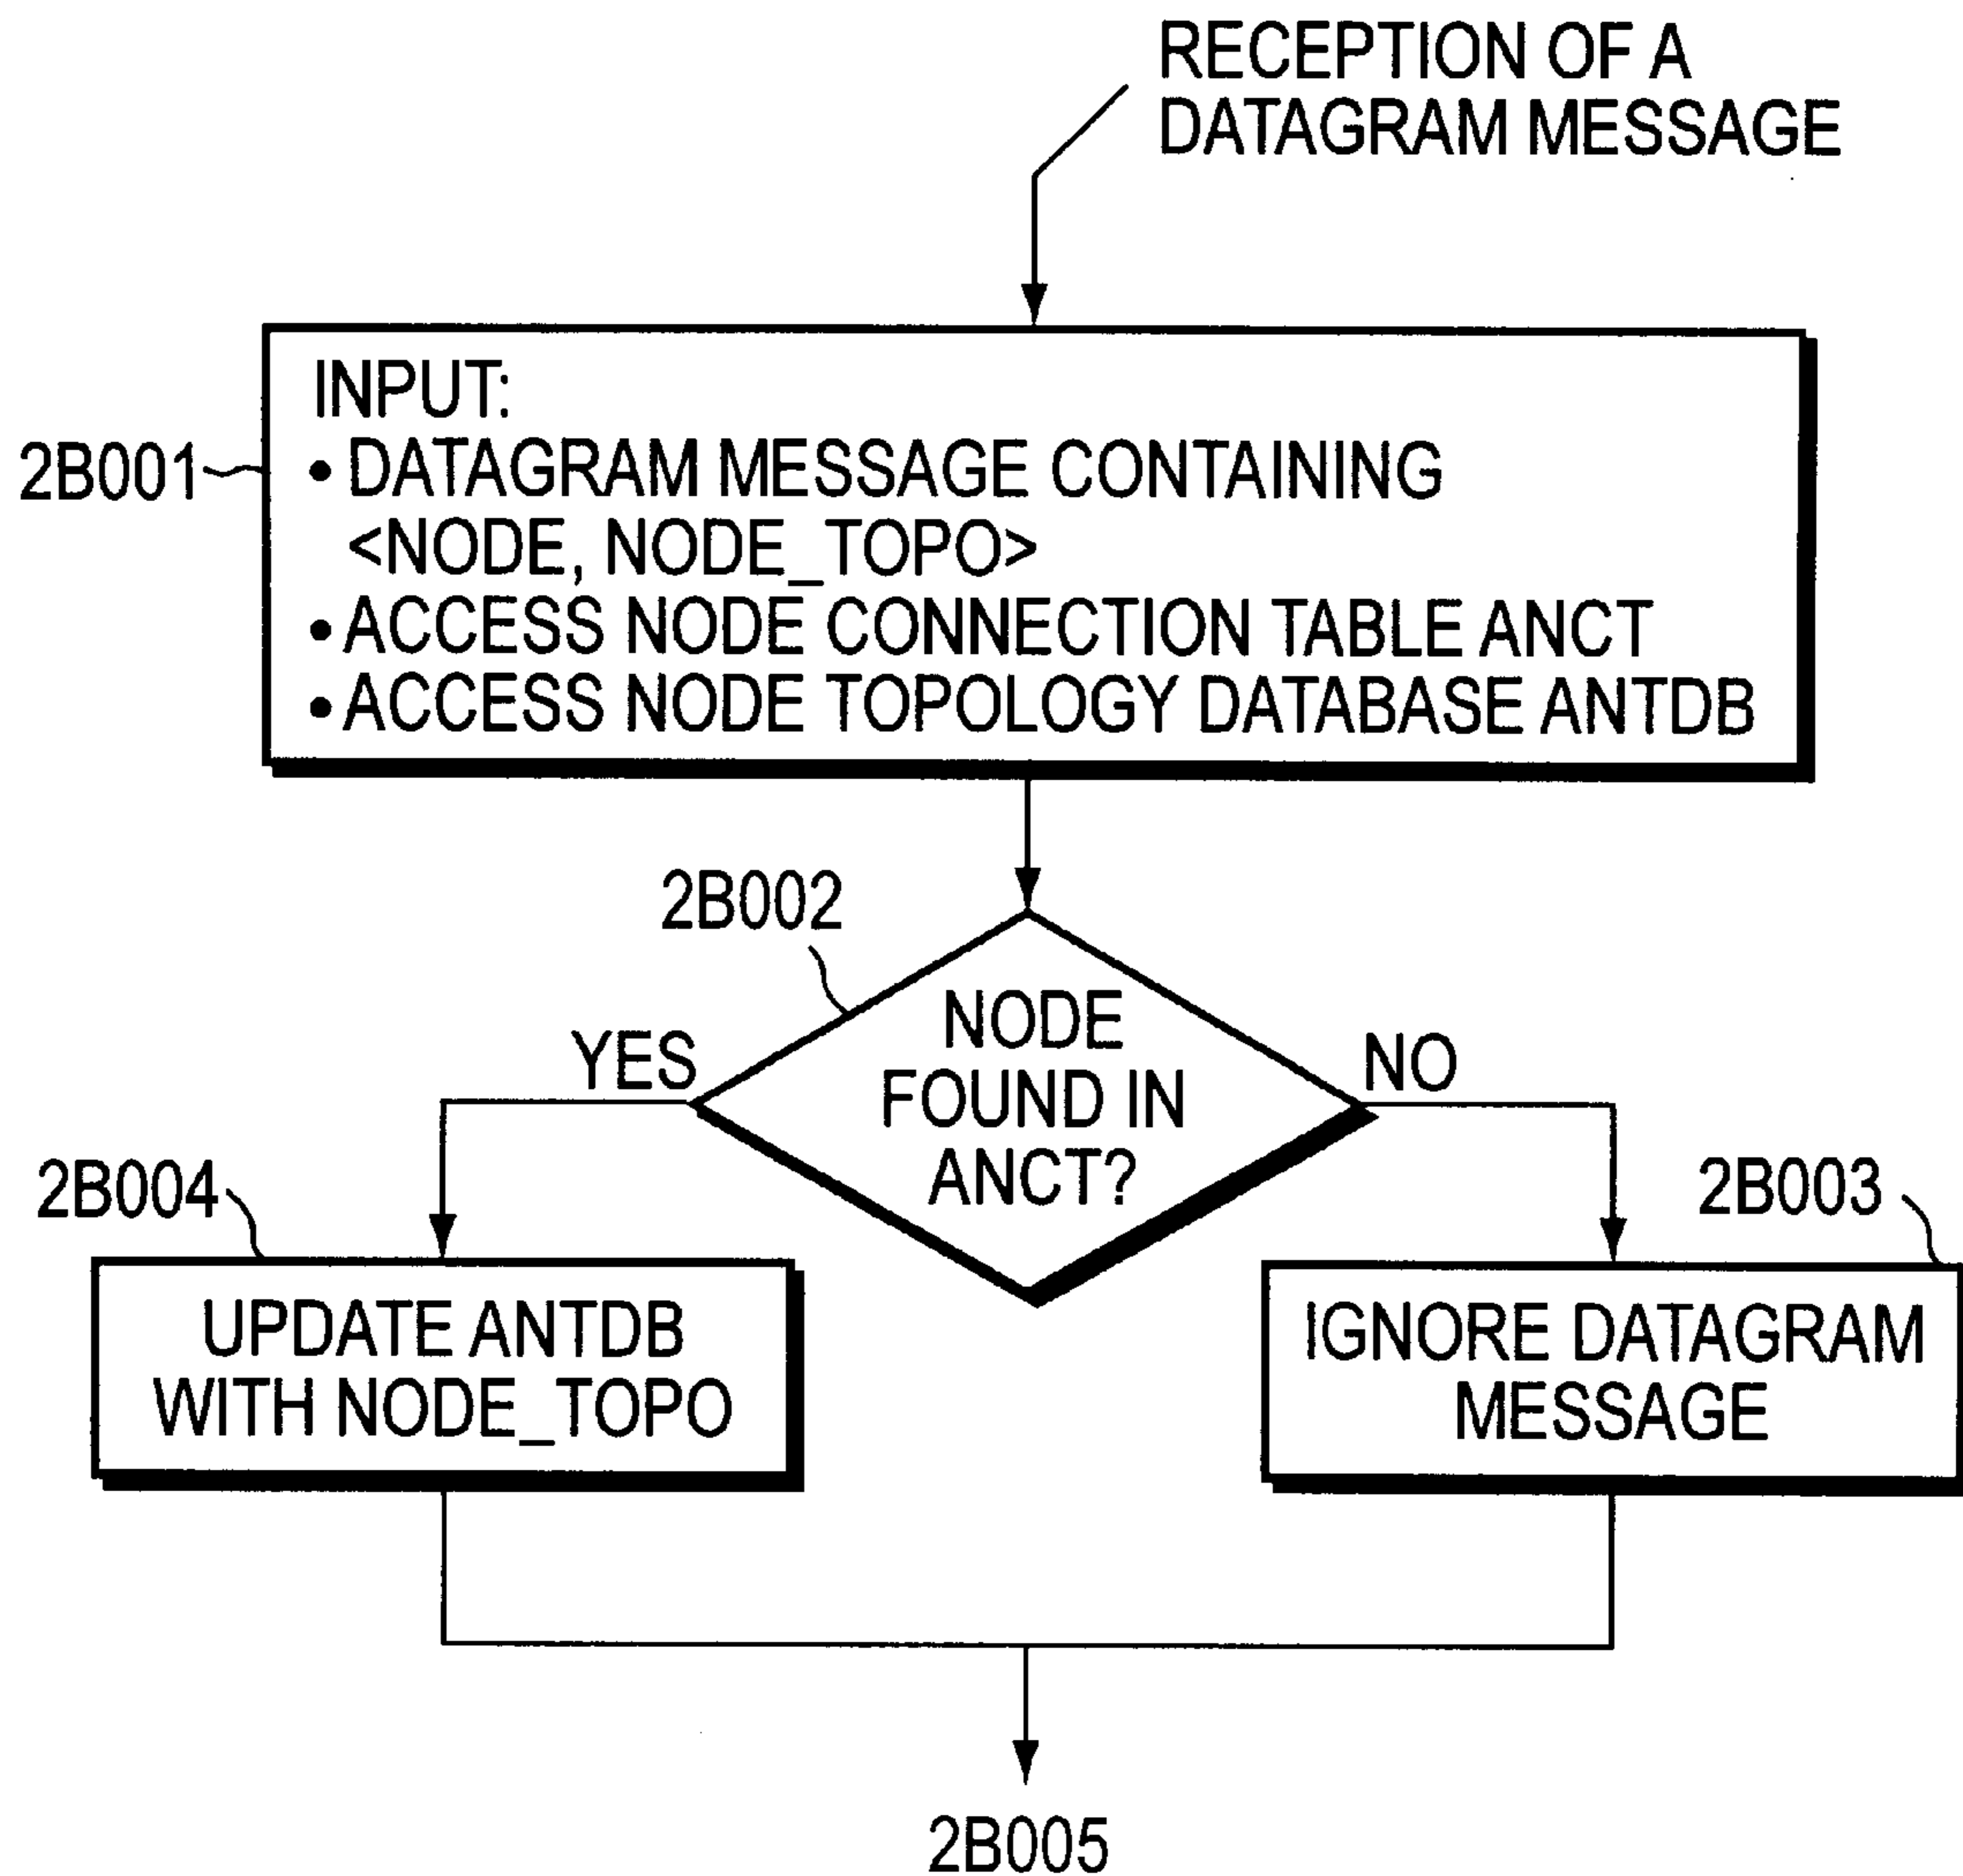 RECEPTION OF A
DATAGRAM MESSAGE
2B001
INPUT:
• DATAGRAM MESSAGE CONTAINING
<NODE, NODE_TOPO>
• ACCESS NODE CONNECTION TABLE ANCT
• ACCESS NODE TOPOLOGY DATABASE ANTDB
2B002
NODE
FOUND IN
ANCT?
YES
NO
2B004
UPDATE ANTDB
WITH NODE_TOPO
2B003
IGNORE DATAGRAM
MESSAGE
2B005